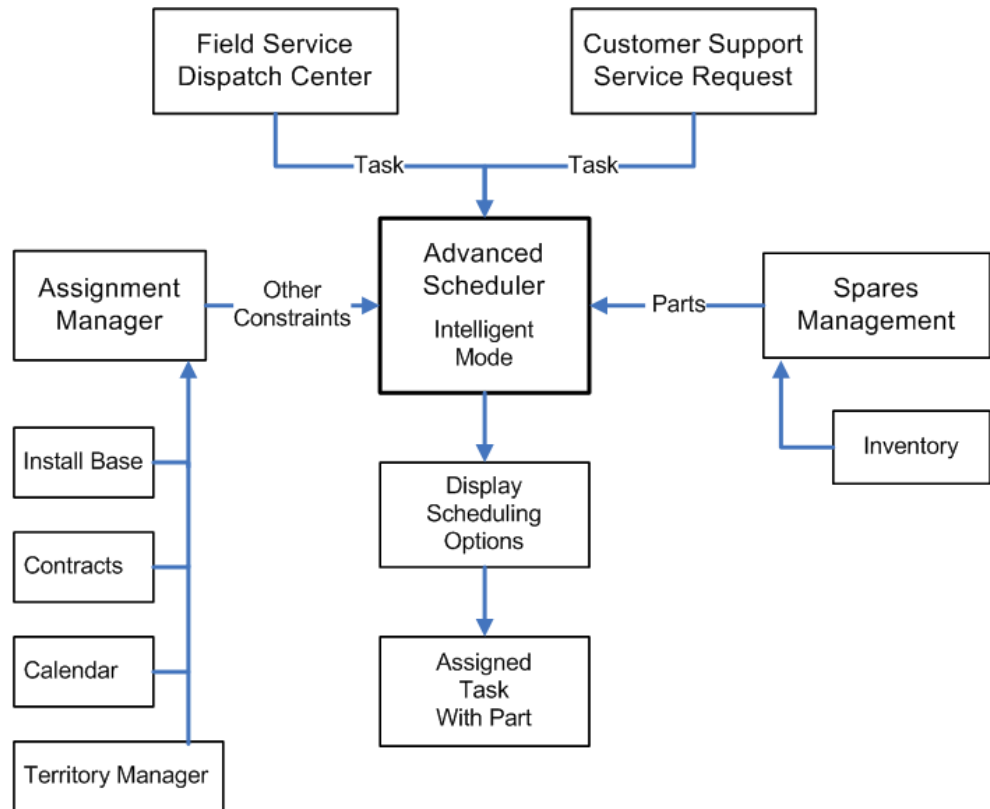 Field Service
Dispatch Center
Customer Support
Service Request
Task
Task
Advanced
Scheduler
Intelligent
Mode
Assignment
Manager
Other
Constraints
Parts
Spares
Management
Install Base
Inventory
Display
Scheduling
Options
Contracts
Calendar
Assigned
Task
With Part
Territory Manager